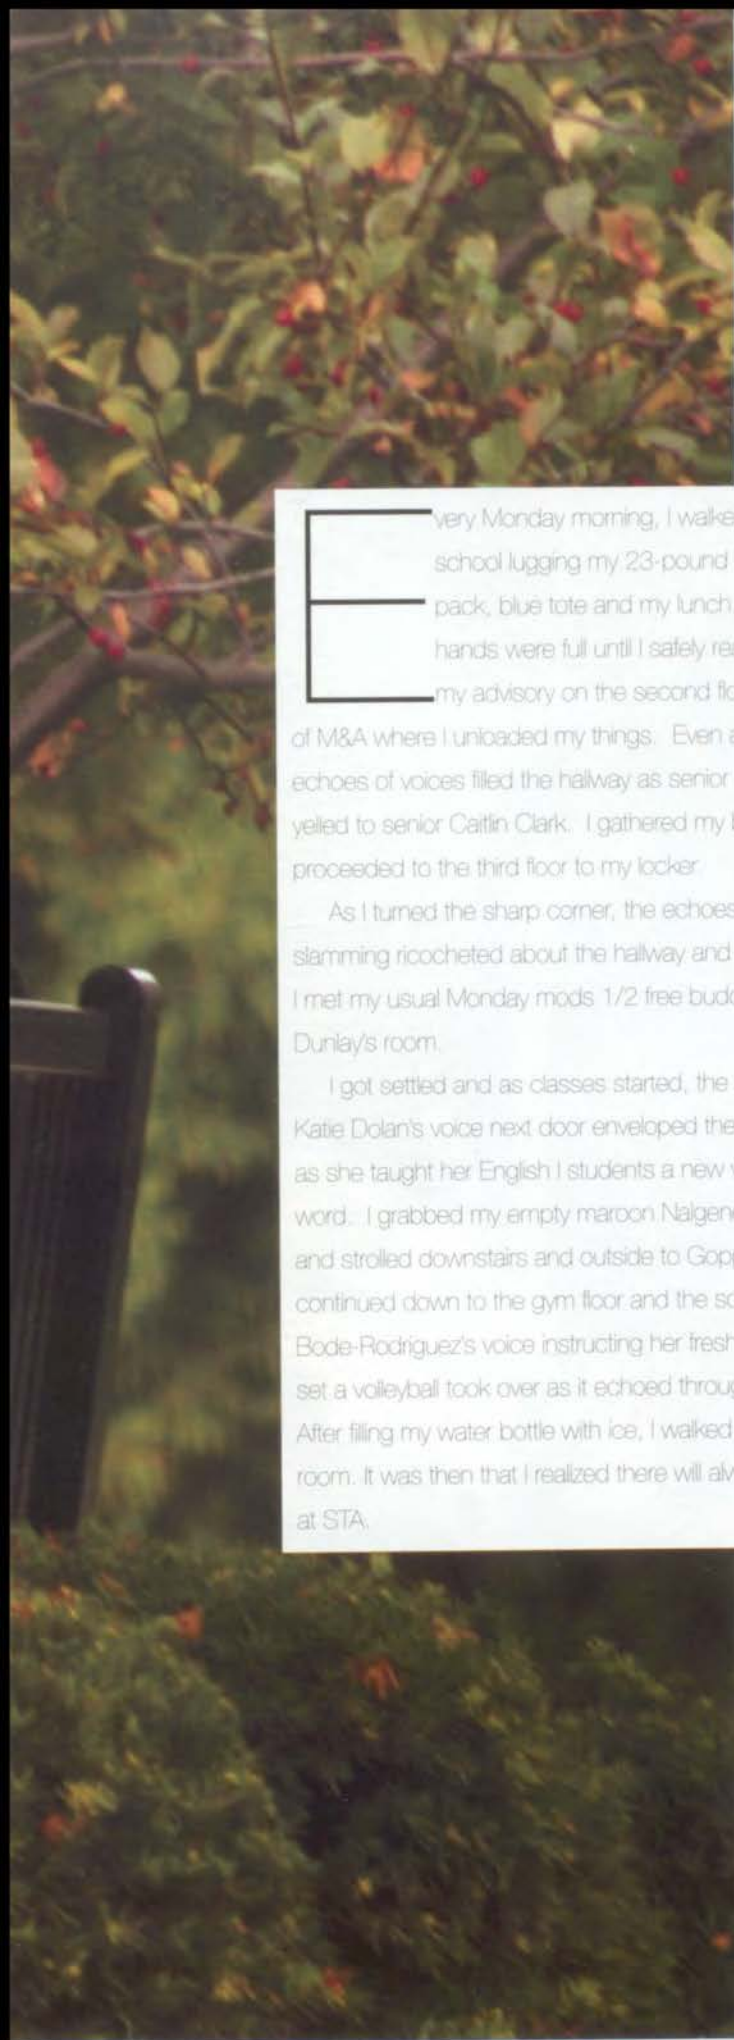 Every Monday morning, I walke
school lugging my 23-pound
pack, blue tote and my lunch
hands were full until I safely re
my advisory on the second flo
of M&A where I unloaded my things. Even a
echoes of voices filled the hallway as senior
yelled to senior Caitlin Clark. I gathered my
proceeded to the third floor to my locker.
As I turned the sharp corner, the echoes
slamming ricocheted about the hallway and
I met my usual Monday mods 1/2 free budd
Dunlay's room.
I got settled and as classes started, the
Katie Dolan's voice next door enveloped the
as she taught her English I students a new v
word. I grabbed my empty maroon Nalgen
and strolled downstairs and outside to Gopp
continued down to the gym floor and the so
Bode-Rodriguez's voice instructing her fresh
set a volleyball took over as it echoed throug
After filling my water bottle with ice, I walked
room. It was then that I realized there will alw
at STA.